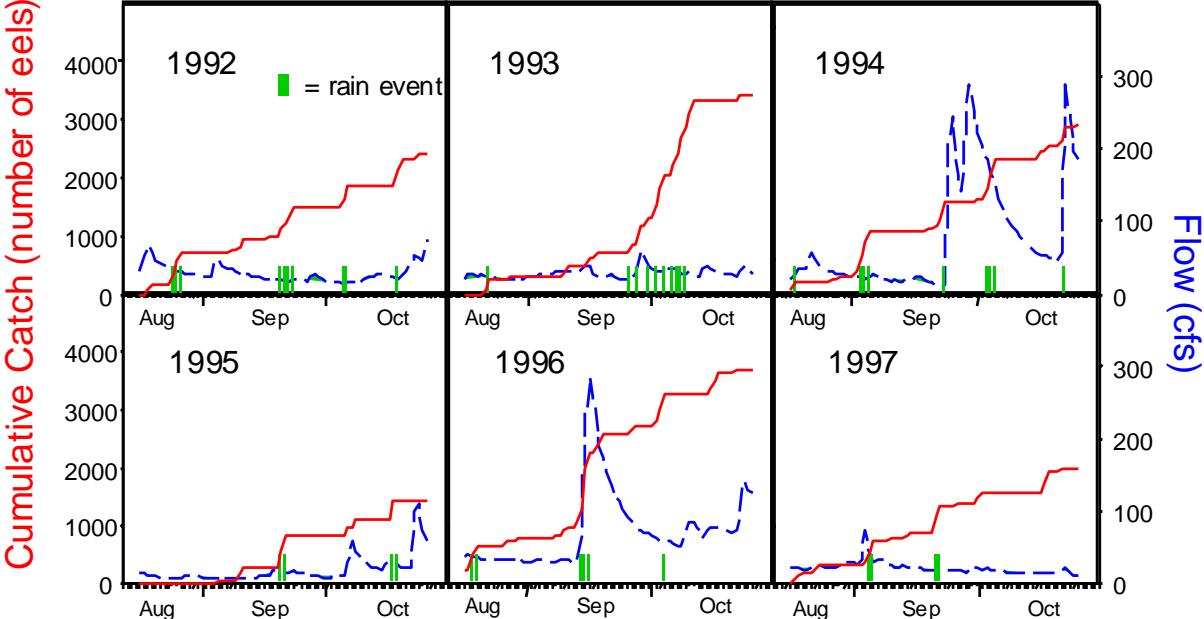 Cumulative Catch (number of eels)
1992
= rain event
1993
1994
4000
3000
2000
1000
0
300
200
100
0
Aug Sep Oct
Aug Sep Oct
Aug Sep Oct
1995
1996
1997
4000
3000
2000
1000
0
300
200
100
0
Aug Sep Oct
Aug Sep Oct
Aug Sep Oct
Flow (cfs)